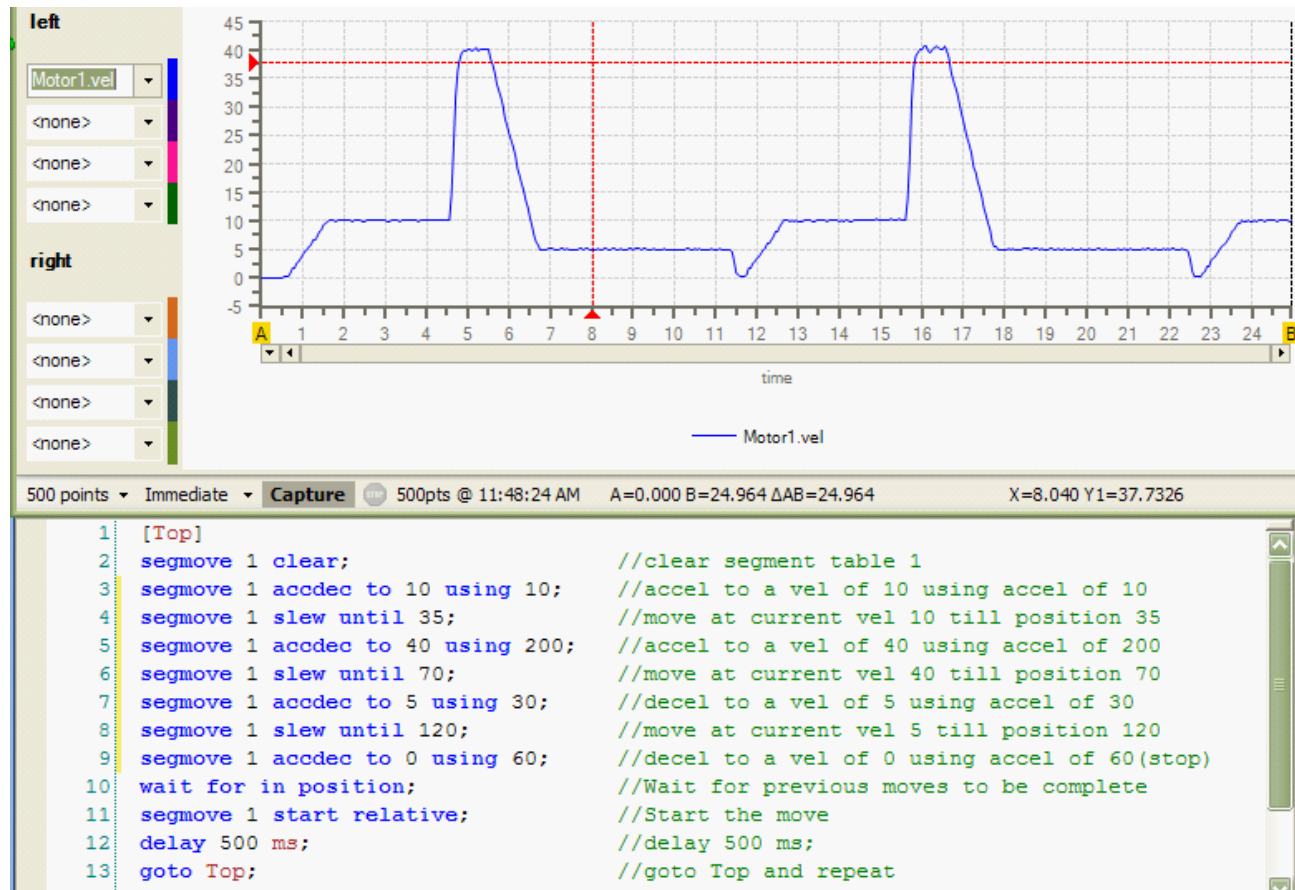 left
45
40
Motor1.vel
35
<none>
30
25
<none>
20
15
<none>
10
5
right
0
-5
<none>
A 1 2 3 4 5 6 7 8 9 10 11 12 13 14 15 16 17 18 19 20 21 22 23 24 B
<none>
time
<none>
<none>
Motor1.vel
500 points Immediate Capture STOP 500pts @ 11:48:24 AM A=0.000 B=24.964 ΔAB=24.964 X=8.040 Y1=37.7326
1 [Top]
2 segmove 1 clear; //clear segment table 1
3 segmove 1 accdec to 10 using 10; //accel to a vel of 10 using accel of 10
4 segmove 1 slew until 35; //move at current vel 10 till position 35
5 segmove 1 accdec to 40 using 200; //accel to a vel of 40 using accel of 200
6 segmove 1 slew until 70; //move at current vel 40 till position 70
7 segmove 1 accdec to 5 using 30; //decel to a vel of 5 using accel of 30
8 segmove 1 slew until 120; //move at current vel 5 till position 120
9 segmove 1 accdec to 0 using 60; //decel to a vel of 0 using accel of 60(stop)
10 wait for in position; //Wait for previous moves to be complete
11 segmove 1 start relative; //Start the move
12 delay 500 ms; //delay 500 ms;
13 goto Top; //goto Top and repeat